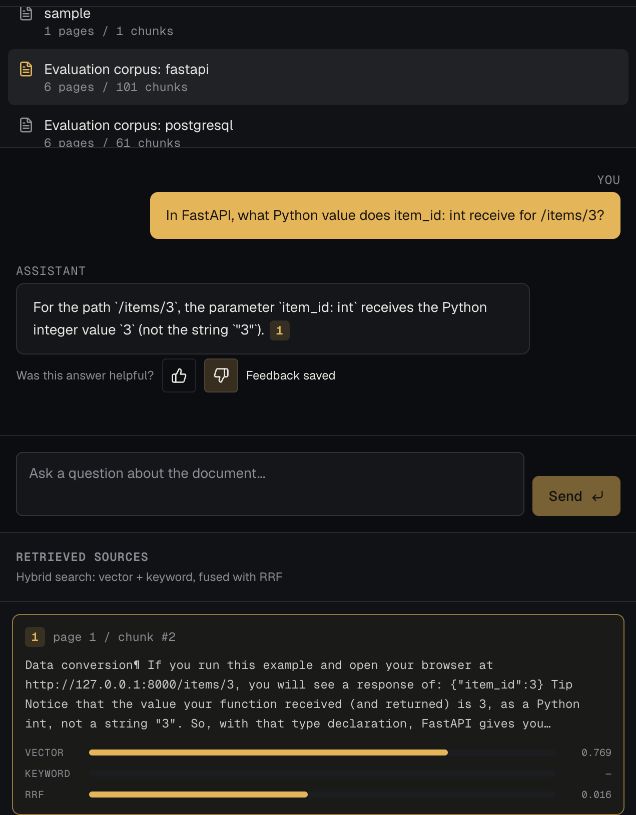 sample
1 pages / 1 chunks
Evaluation corpus: fastapi
6 pages / 101 chunks
Evaluation corpus: postgresql
6 pages / 61 chunks
YOU
In FastAPI, what Python value does item_id: int receive for /items/3?
ASSISTANT
For the path `/items/3`, the parameter `item_id: int` receives the Python
integer value `3` (not the string `"3"`). 1
Was this answer helpful? Feedback saved
Ask a question about the document...
Send ↵
RETRIEVED SOURCES
Hybrid search: vector + keyword, fused with RRF
1 page 1 / chunk #2
Data conversion¶ If you run this example and open your browser at
http://127.0.0.1:8000/items/3, you will see a response of: {"item_id":3} Tip
Notice that the value your function received (and returned) is 3, as a Python
int, not a string "3". So, with that type declaration, FastAPI gives you…
VECTOR 0.769
KEYWORD –
RRF 0.016